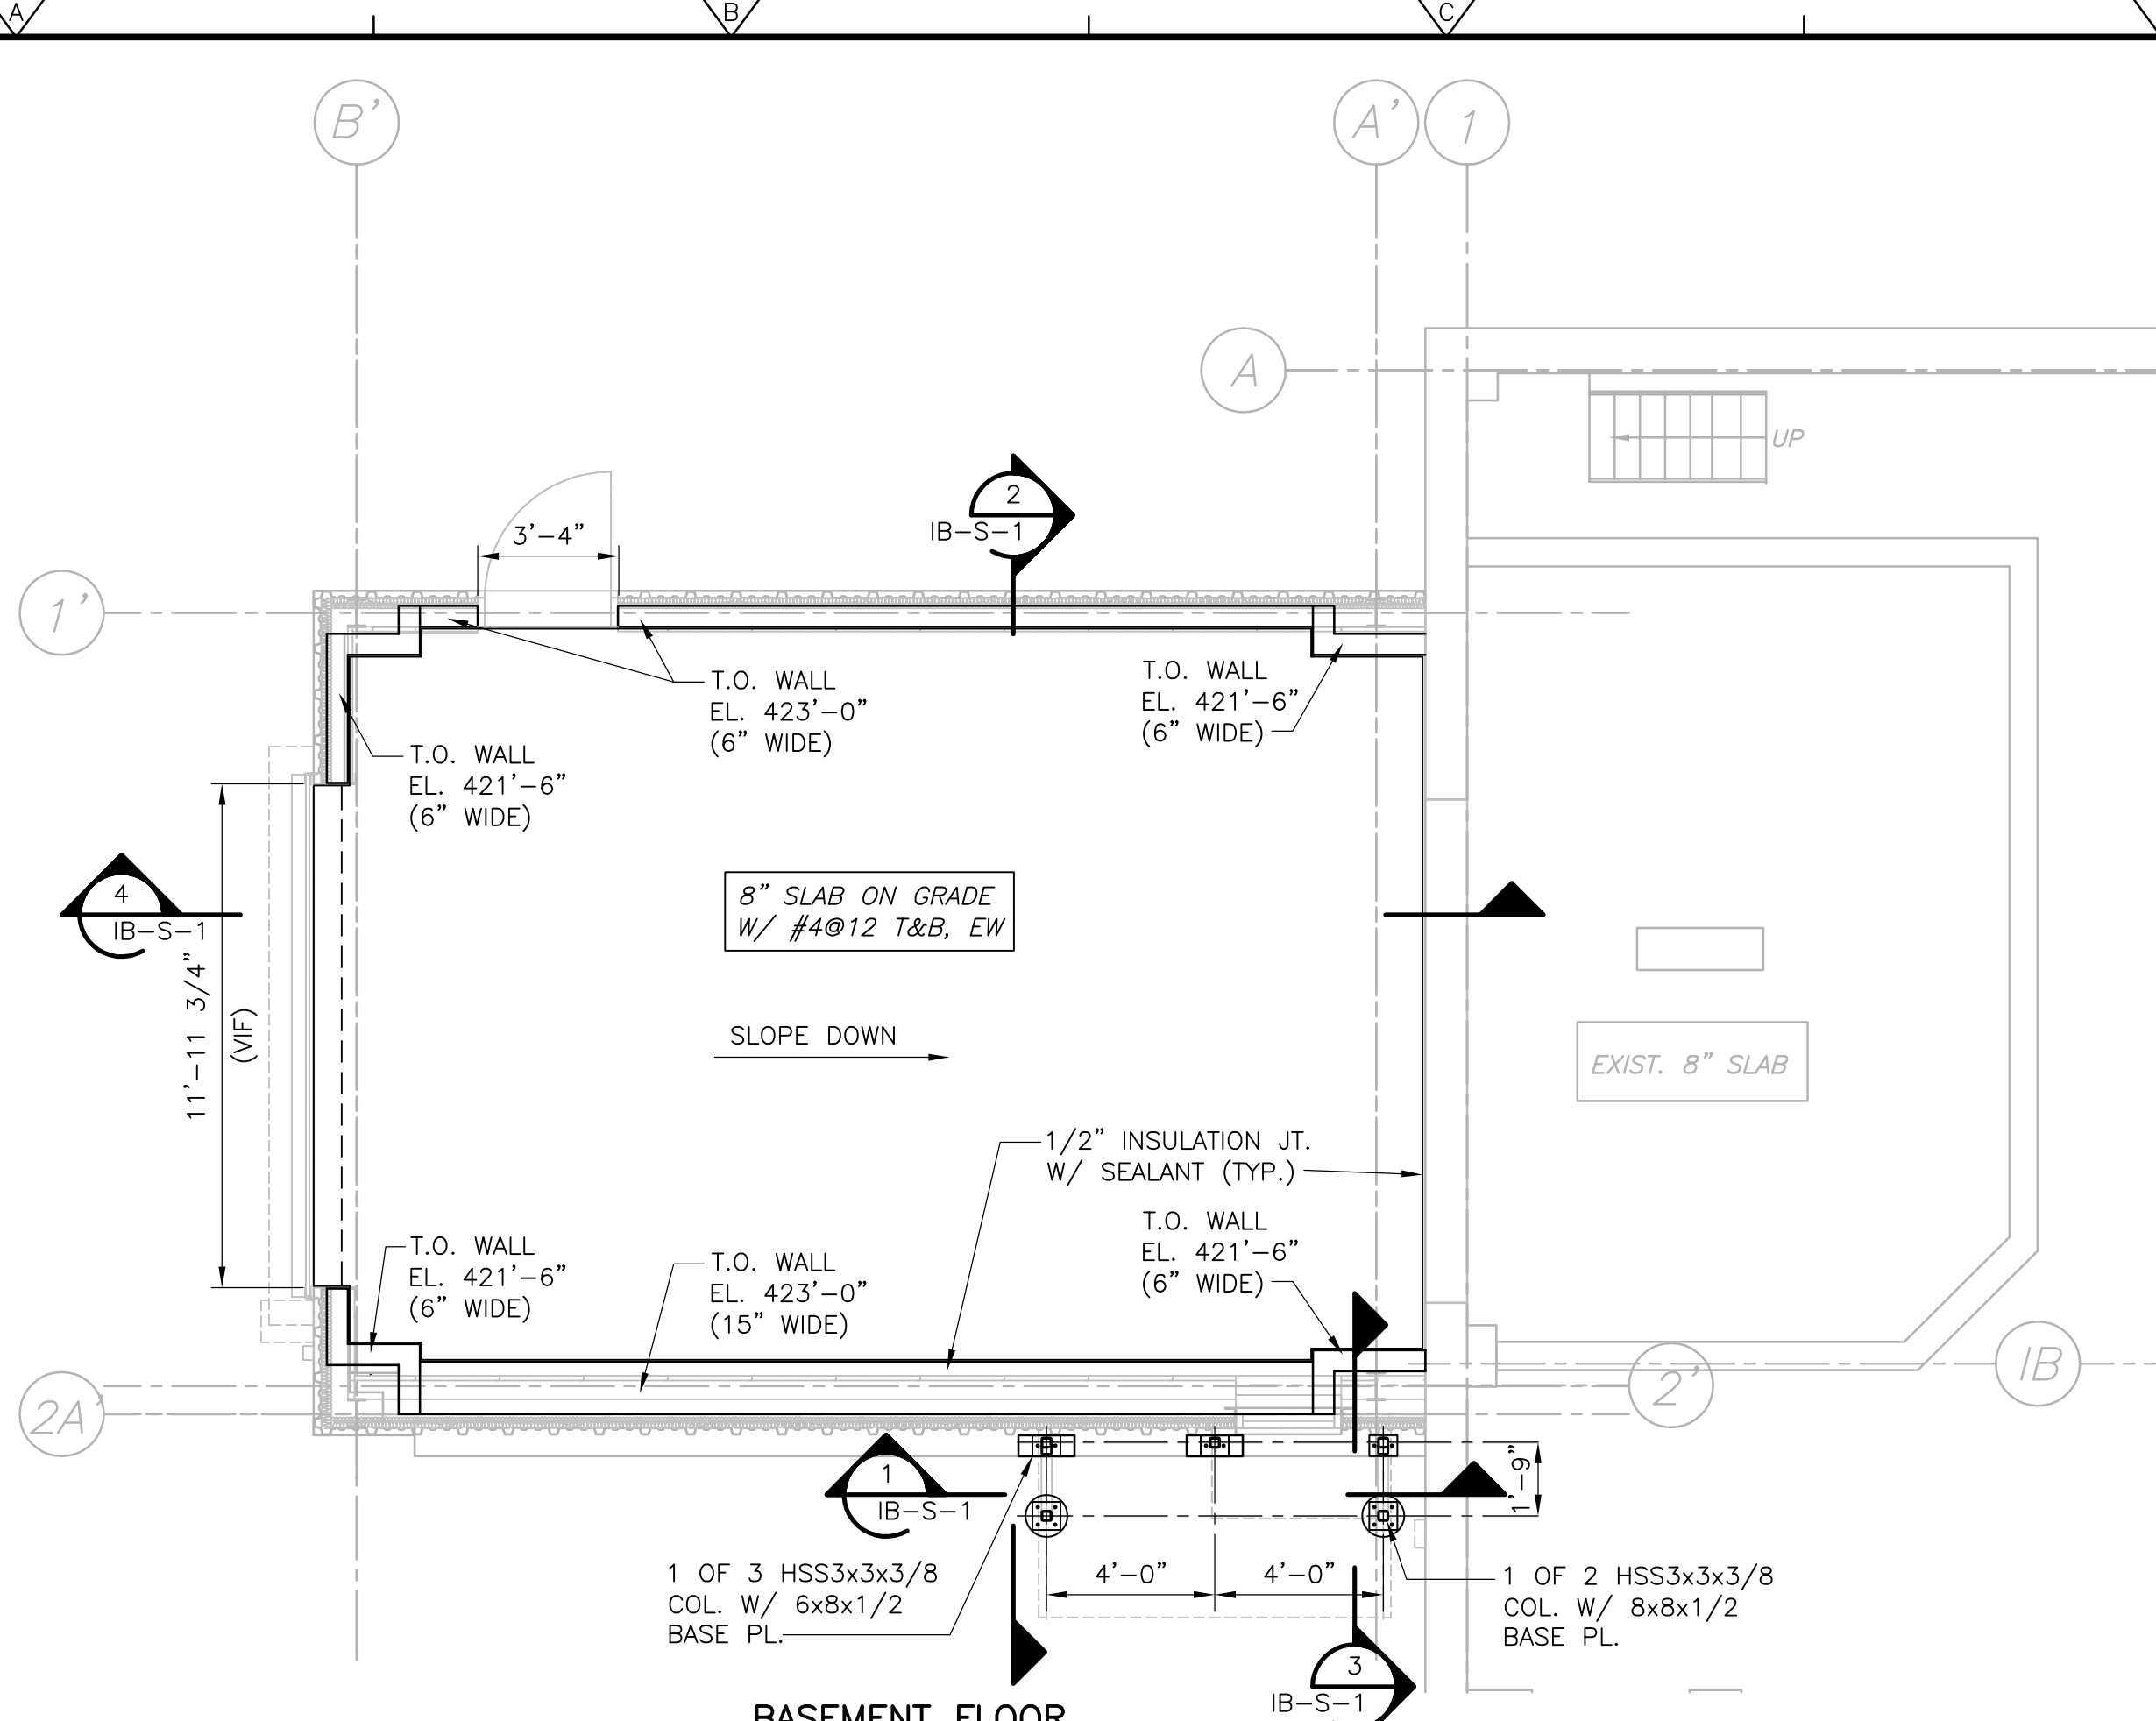 A
B
C
B'
A'
1
A
UP
2
IB-S-1
3'-4"
1'
T.O. WALL
EL. 423'-0"
(6" WIDE)
T.O. WALL
EL. 421'-6"
(6" WIDE)
T.O. WALL
EL. 421'-6"
(6" WIDE)
4
IB-S-1
8" SLAB ON GRADE
W/ #4@12 T&B, EW
11'-11 3/4"
(VIF)
SLOPE DOWN
EXIST. 8" SLAB
1/2" INSULATION JT.
W/ SEALANT (TYP.)
T.O. WALL
EL. 421'-6"
(6" WIDE)
T.O. WALL
EL. 421'-6"
(6" WIDE)
T.O. WALL
EL. 423'-0"
(15" WIDE)
IB
2'
2A'
1
IB-S-1
1'-9"
4'-0"
4'-0"
1 OF 3 HSS3x3x3/8
COL. W/ 6x8x1/2
BASE PL.
1 OF 2 HSS3x3x3/8
COL. W/ 8x8x1/2
BASE PL.
3
IB-S-1
BASEMENT FLOOR